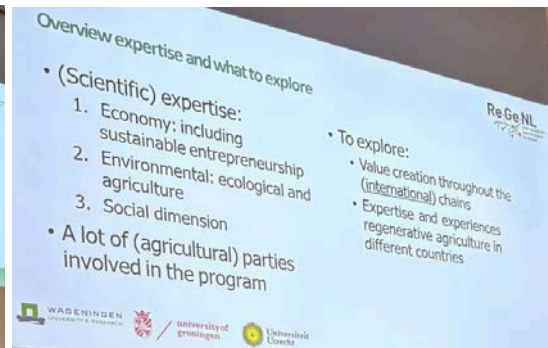 Overview expertise and what to explore
ReGeNL
• (Scientific) expertise:
1. Economy: including
sustainable entrepreneurship
2. Environmental: ecological and
agriculture
3. Social dimension
• A lot of (agricultural) parties
involved in the program
• To explore:
• Value creation throughout the
(international) chains
• Expertise and experiences
regenerative agriculture in
different countries
WAGENINGEN
UNIVERSITY & RESEARCH
university of
groningen
Universiteit
Utrecht